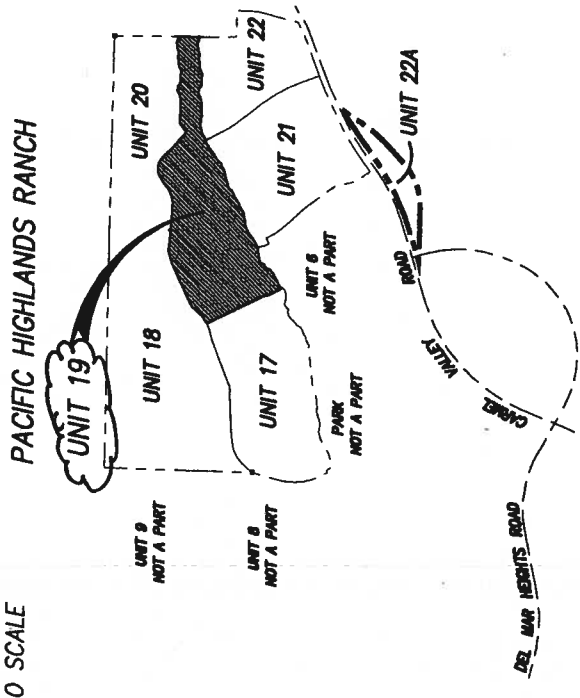 O SCALE
PACIFIC HIGHLANDS RANCH
UNIT 19
UNIT 20
UNIT 22
UNIT 18
UNIT 21
UNIT 22A
UNIT 17
UNIT 9
NOT A PART
UNIT 8
NOT A PART
UNIT 6
NOT A PART
PARK
NOT A PART
CARMEL
VALLEY
ROAD
DEL MAR HEIGHTS ROAD